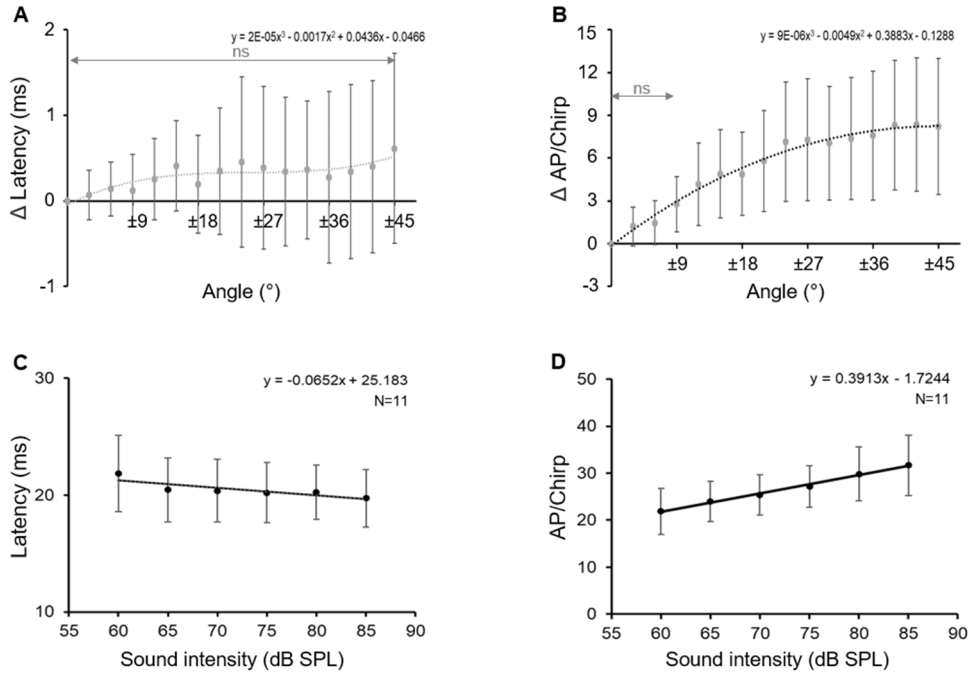 A
y = 2E-05x³ - 0.0017x² + 0.0436x - 0.0466
ns
Δ Latency (ms)
2
1
0
-1
±9
±18
±27
±36
±45
Angle (°)
B
y = 9E-06x³ - 0.0049x² + 0.3883x - 0.1288
ns
Δ AP/Chirp
15
12
9
6
3
0
-3
±9
±18
±27
±36
±45
Angle (°)
C
y = -0.0652x + 25.183
N=11
Latency (ms)
30
20
10
55 60 65 70 75 80 85 90
Sound intensity (dB SPL)
D
y = 0.3913x - 1.7244
N=11
AP/Chirp
50
40
30
20
10
0
55 60 65 70 75 80 85 90
Sound intensity (dB SPL)